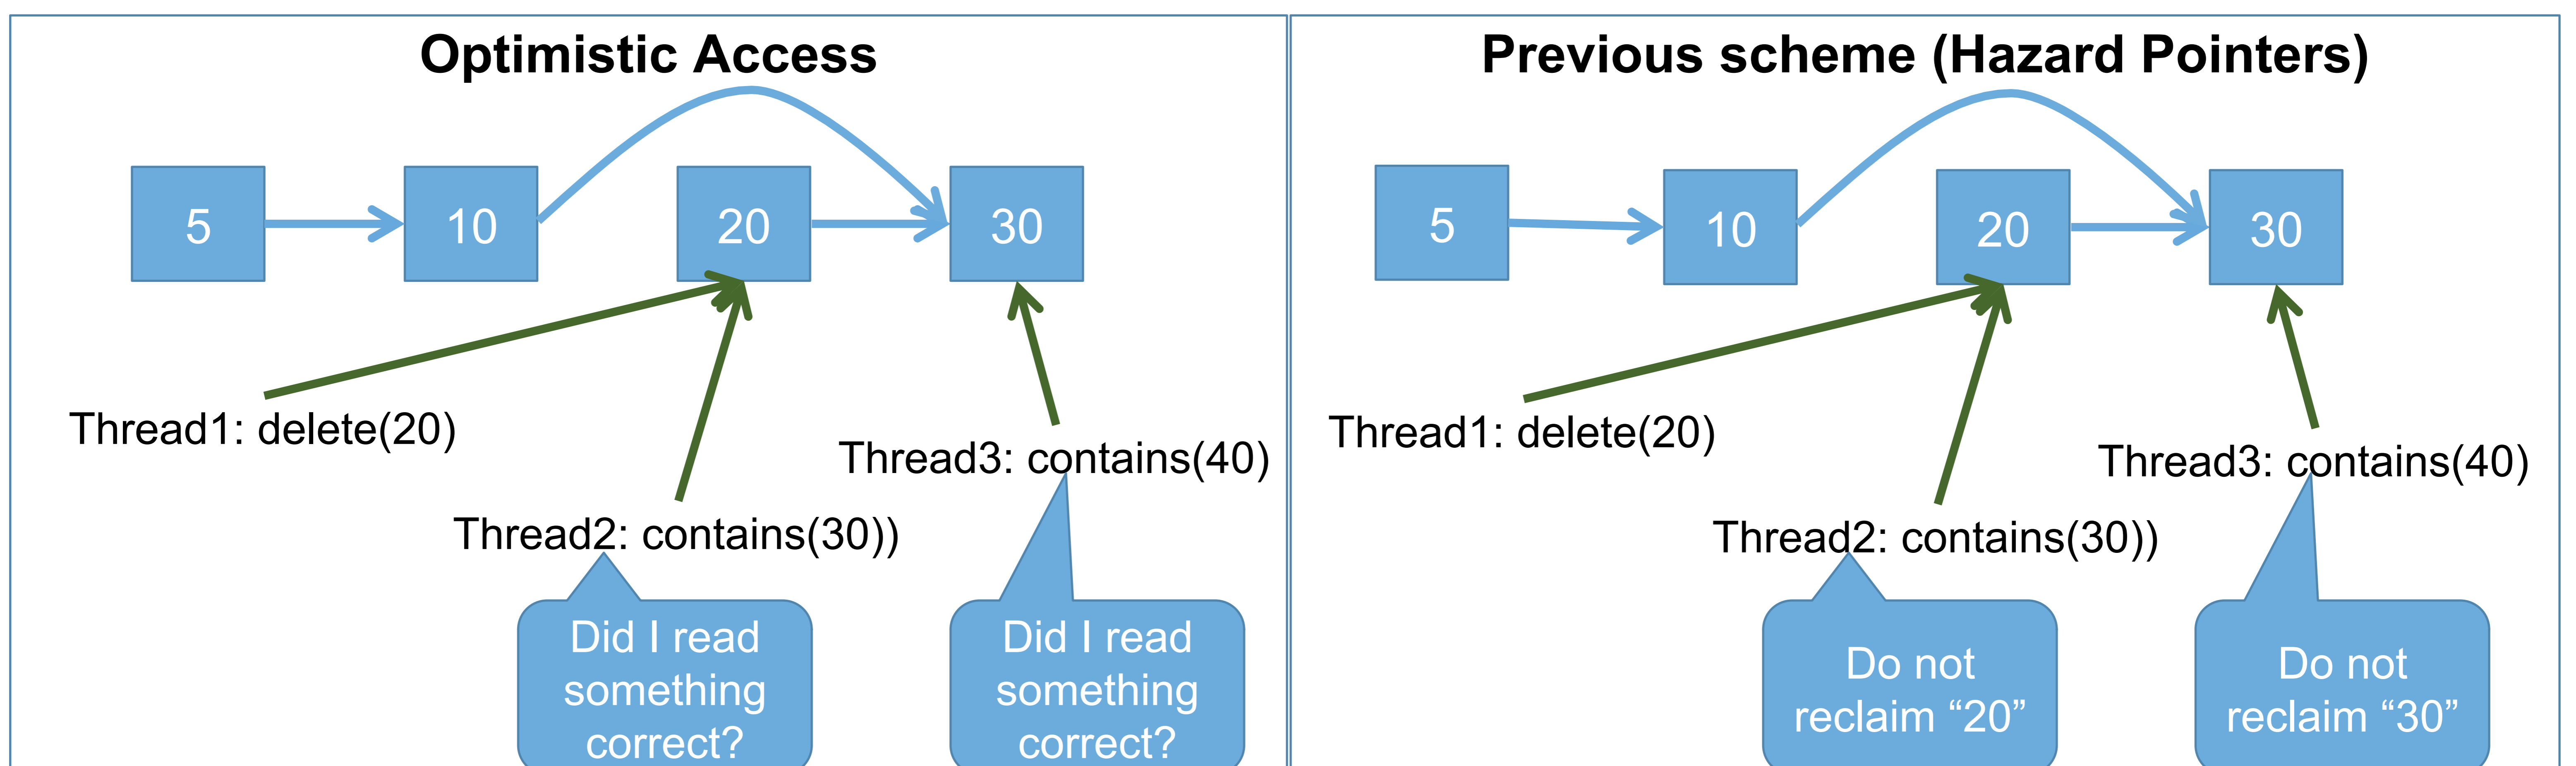 Optimistic Access
5
10
20
30
Thread1: delete(20)
Thread3: contains(40)
Thread2: contains(30))
Did I read
something
correct?
Did I read
something
correct?
Previous scheme (Hazard Pointers)
5
10
20
30
Thread1: delete(20)
Thread3: contains(40)
Thread2: contains(30))
Do not
reclaim “20”
Do not
reclaim “30”